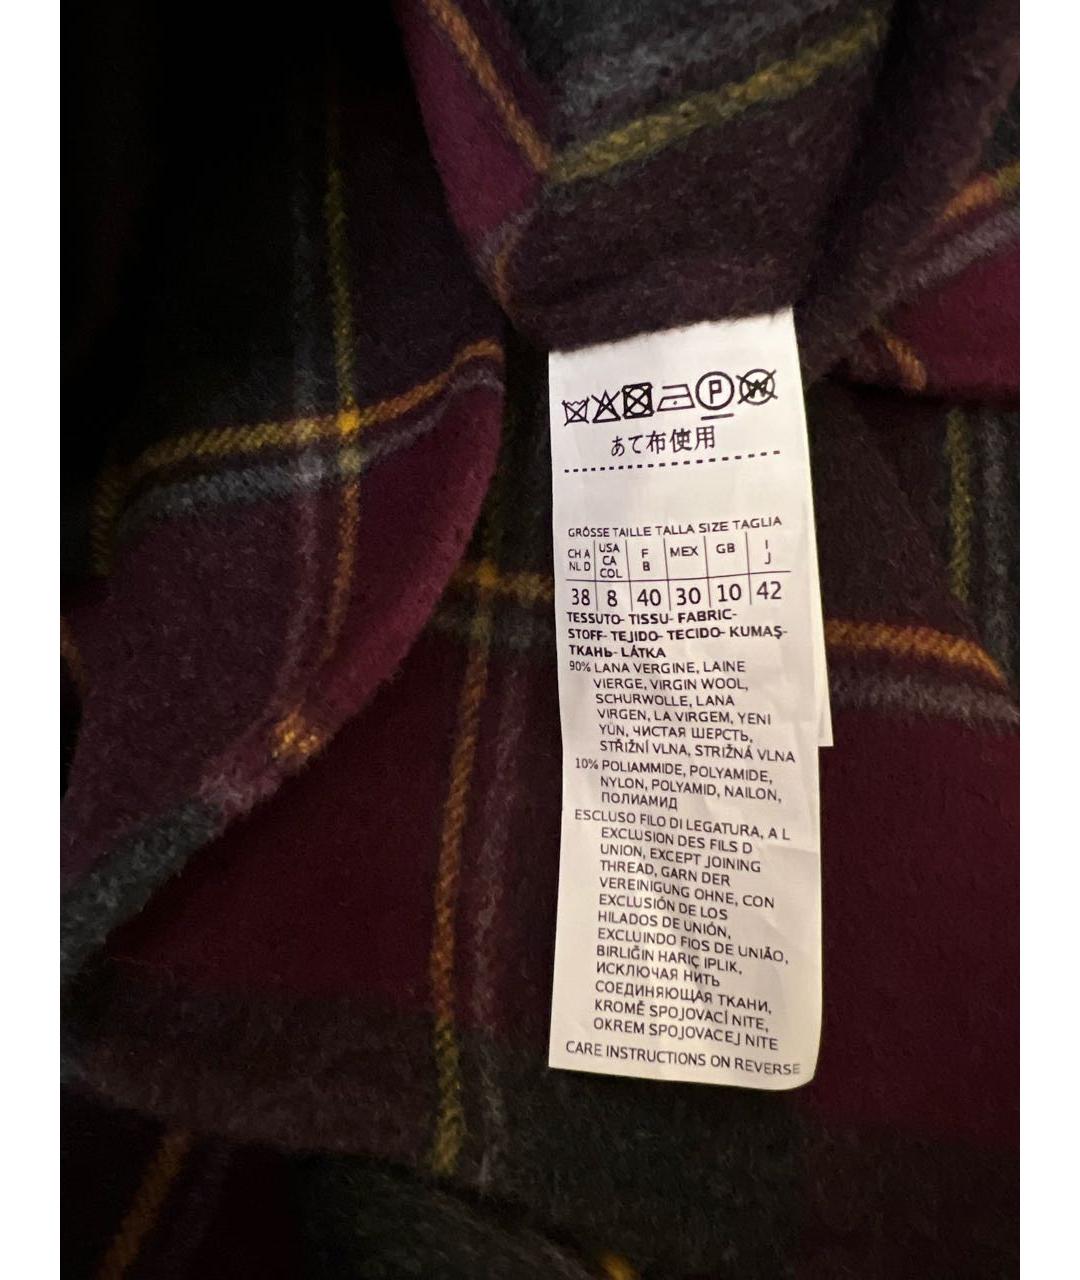 P W
あて布使用
GRÖSSE TAILLE TALLA SIZE TAGLIA
CH A NL D USA CA COL F B MEX GB I J
38 8 40 30 10 42
TESSUTO- TISSU- FABRIC-
STOFF- TEJIDO- TECIDO- KUMAŞ-
ТКАНЬ- LÁTKA
90% LANA VERGINE, LAINE
VIERGE, VIRGIN WOOL,
SCHURWOLLE, LANA
VIRGEN, LA VIRGEM, YENI
YÜN, ЧИСТАЯ ШЕРСТЬ,
STŘIŽNÍ VLNA, STRIŽNÁ VLNA
10% POLIAMMIDE, POLYAMIDE,
NYLON, POLYAMID, NAILON,
ПОЛИАМИД
ESCLUSO FILO DI LEGATURA, A L
EXCLUSION DES FILS D
UNION, EXCEPT JOINING
THREAD, GARN DER
VEREINIGUNG OHNE, CON
EXCLUSIÓN DE LOS
HILADOS DE UNIÓN,
EXCLUINDO FIOS DE UNIÃO,
BIRLIĞIN HARIÇ IPLIK,
ИСКЛЮЧАЯ НИТЬ
СОЕДИНЯЮЩАЯ ТКАНИ,
KROMĚ SPOJOVACÍ NITE,
OKREM SPOJOVACEJ NITE
CARE INSTRUCTIONS ON REVERSE